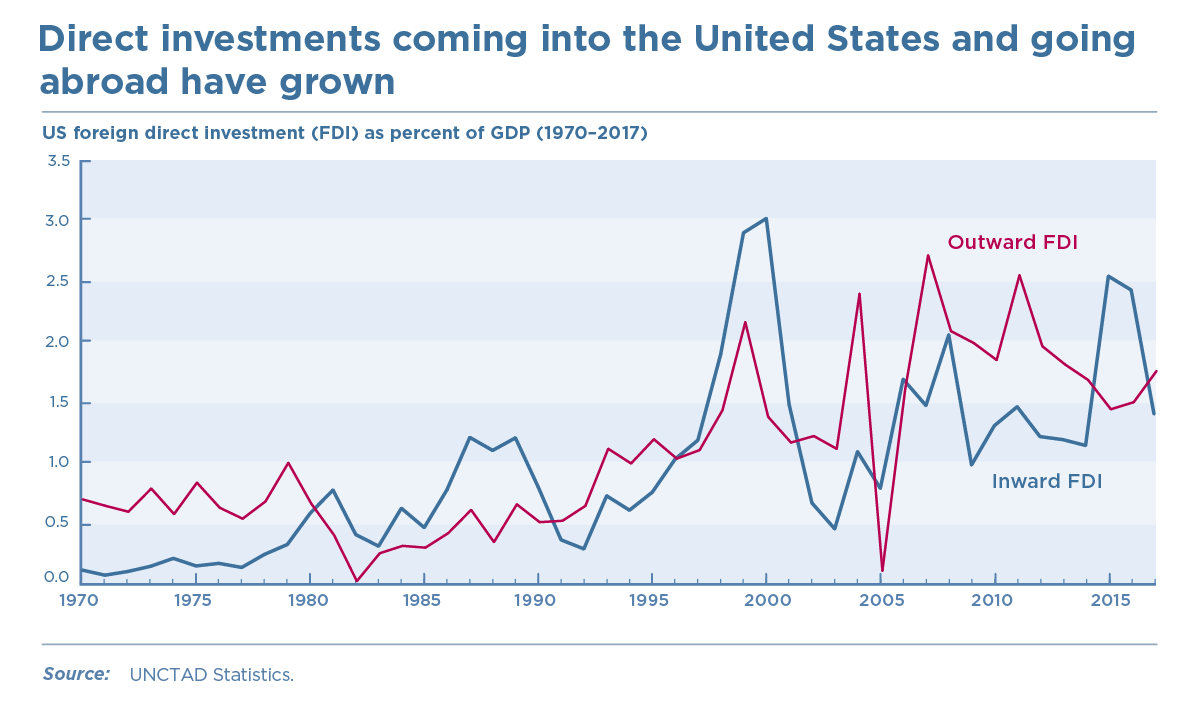 Direct investments coming into the United States and going
abroad have grown
US foreign direct investment (FDI) as percent of GDP (1970–2017)
3.5
3.0
Outward FDI
2.5
2.0
1.5
1.0
Inward FDI
0.5
0.0
1970 1975 1980 1985 1990 1995 2000 2005 2010 2015
Source: UNCTAD Statistics.